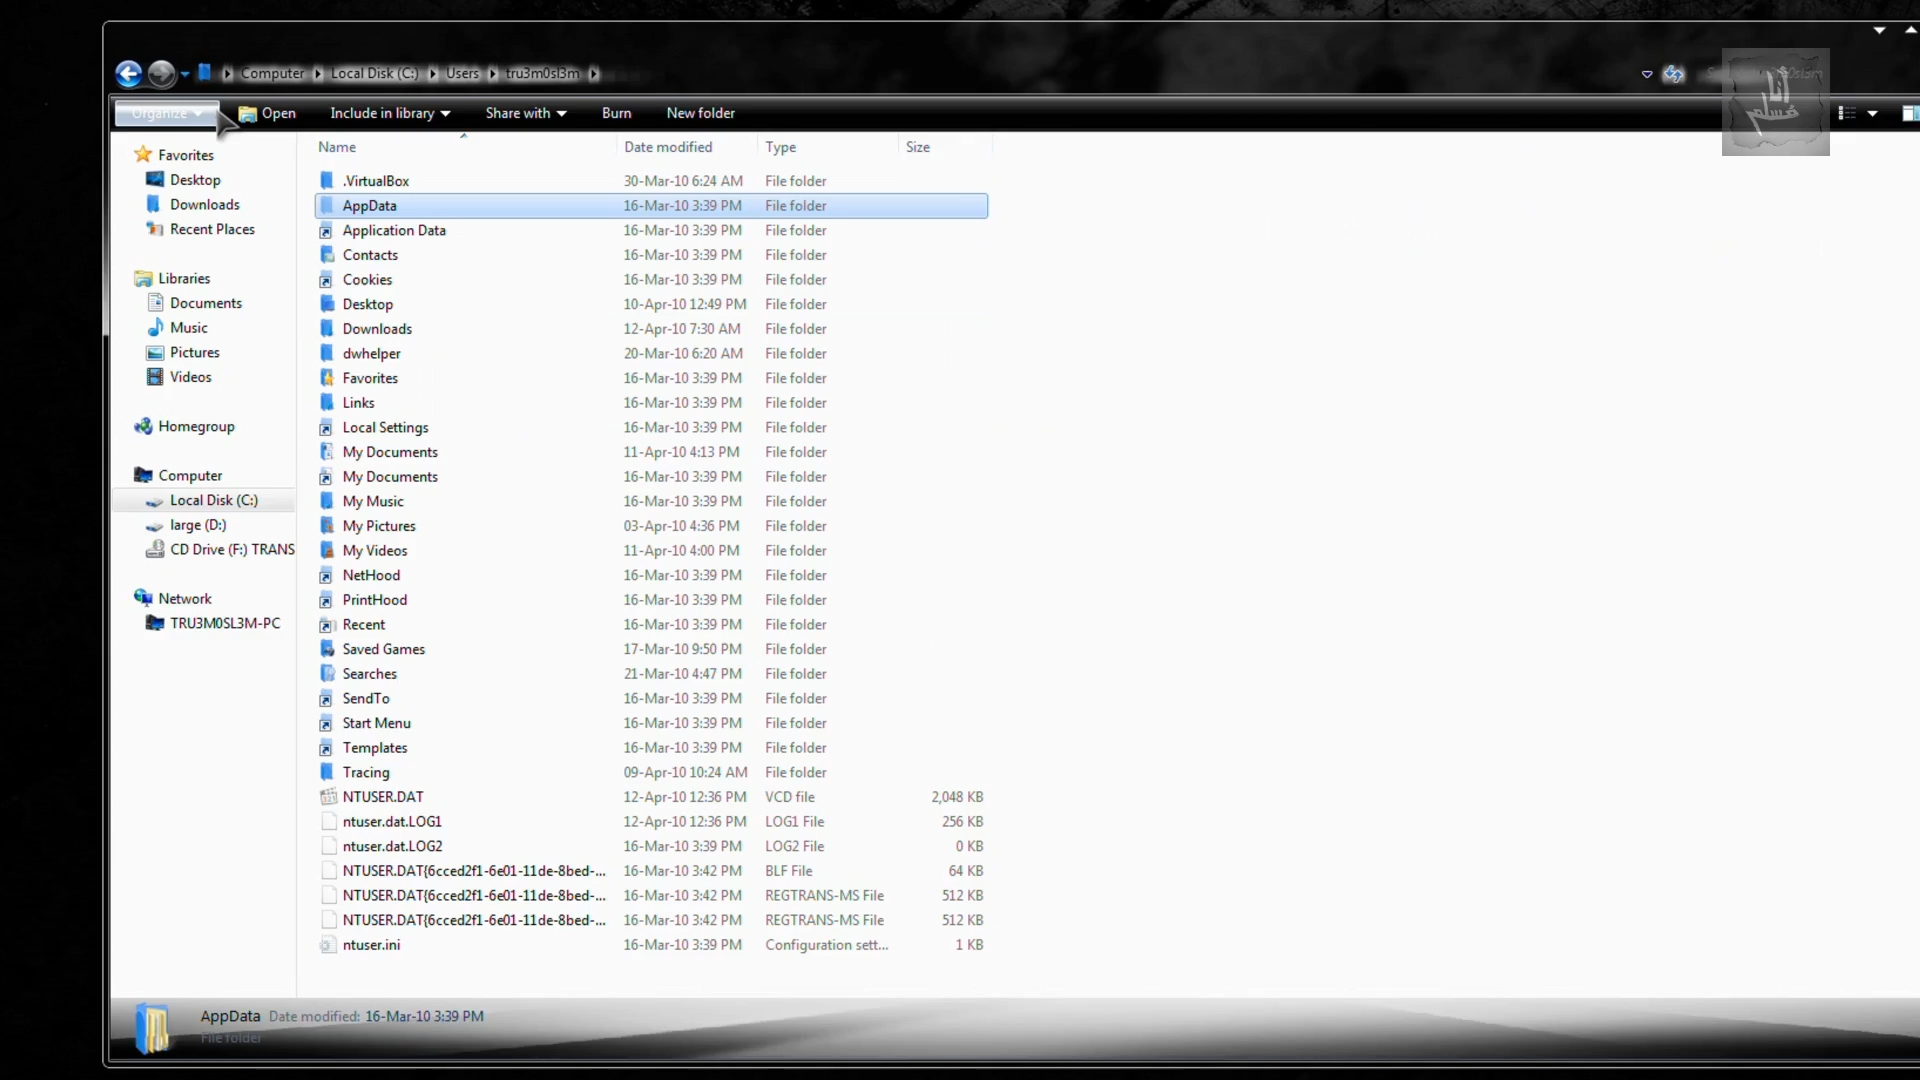 Computer Local Disk (C:) Users tru3m0sl3m
Organize Open Include in library Share with Burn New folder
أنا
مسلم
Favorites
Desktop
Downloads
Recent Places
Libraries
Documents
Music
Pictures
Videos
Homegroup
Computer
Local Disk (C:)
large (D:)
CD Drive (F:) TRANS
Network
TRU3M0SL3M-PC
Name Date modified Type Size
.VirtualBox 30-Mar-10 6:24 AM File folder
AppData 16-Mar-10 3:39 PM File folder
Application Data 16-Mar-10 3:39 PM File folder
Contacts 16-Mar-10 3:39 PM File folder
Cookies 16-Mar-10 3:39 PM File folder
Desktop 10-Apr-10 12:49 PM File folder
Downloads 12-Apr-10 7:30 AM File folder
dwhelper 20-Mar-10 6:20 AM File folder
Favorites 16-Mar-10 3:39 PM File folder
Links 16-Mar-10 3:39 PM File folder
Local Settings 16-Mar-10 3:39 PM File folder
My Documents 11-Apr-10 4:13 PM File folder
My Documents 16-Mar-10 3:39 PM File folder
My Music 16-Mar-10 3:39 PM File folder
My Pictures 03-Apr-10 4:36 PM File folder
My Videos 11-Apr-10 4:00 PM File folder
NetHood 16-Mar-10 3:39 PM File folder
PrintHood 16-Mar-10 3:39 PM File folder
Recent 16-Mar-10 3:39 PM File folder
Saved Games 17-Mar-10 9:50 PM File folder
Searches 21-Mar-10 4:47 PM File folder
SendTo 16-Mar-10 3:39 PM File folder
Start Menu 16-Mar-10 3:39 PM File folder
Templates 16-Mar-10 3:39 PM File folder
Tracing 09-Apr-10 10:24 AM File folder
NTUSER.DAT 12-Apr-10 12:36 PM VCD file 2,048 KB
ntuser.dat.LOG1 12-Apr-10 12:36 PM LOG1 File 256 KB
ntuser.dat.LOG2 16-Mar-10 3:39 PM LOG2 File 0 KB
NTUSER.DAT{6cced2f1-6e01-11de-8bed-... 16-Mar-10 3:42 PM BLF File 64 KB
NTUSER.DAT{6cced2f1-6e01-11de-8bed-... 16-Mar-10 3:42 PM REGTRANS-MS File 512 KB
NTUSER.DAT{6cced2f1-6e01-11de-8bed-... 16-Mar-10 3:42 PM REGTRANS-MS File 512 KB
ntuser.ini 16-Mar-10 3:39 PM Configuration sett... 1 KB
AppData Date modified: 16-Mar-10 3:39 PM
File folder